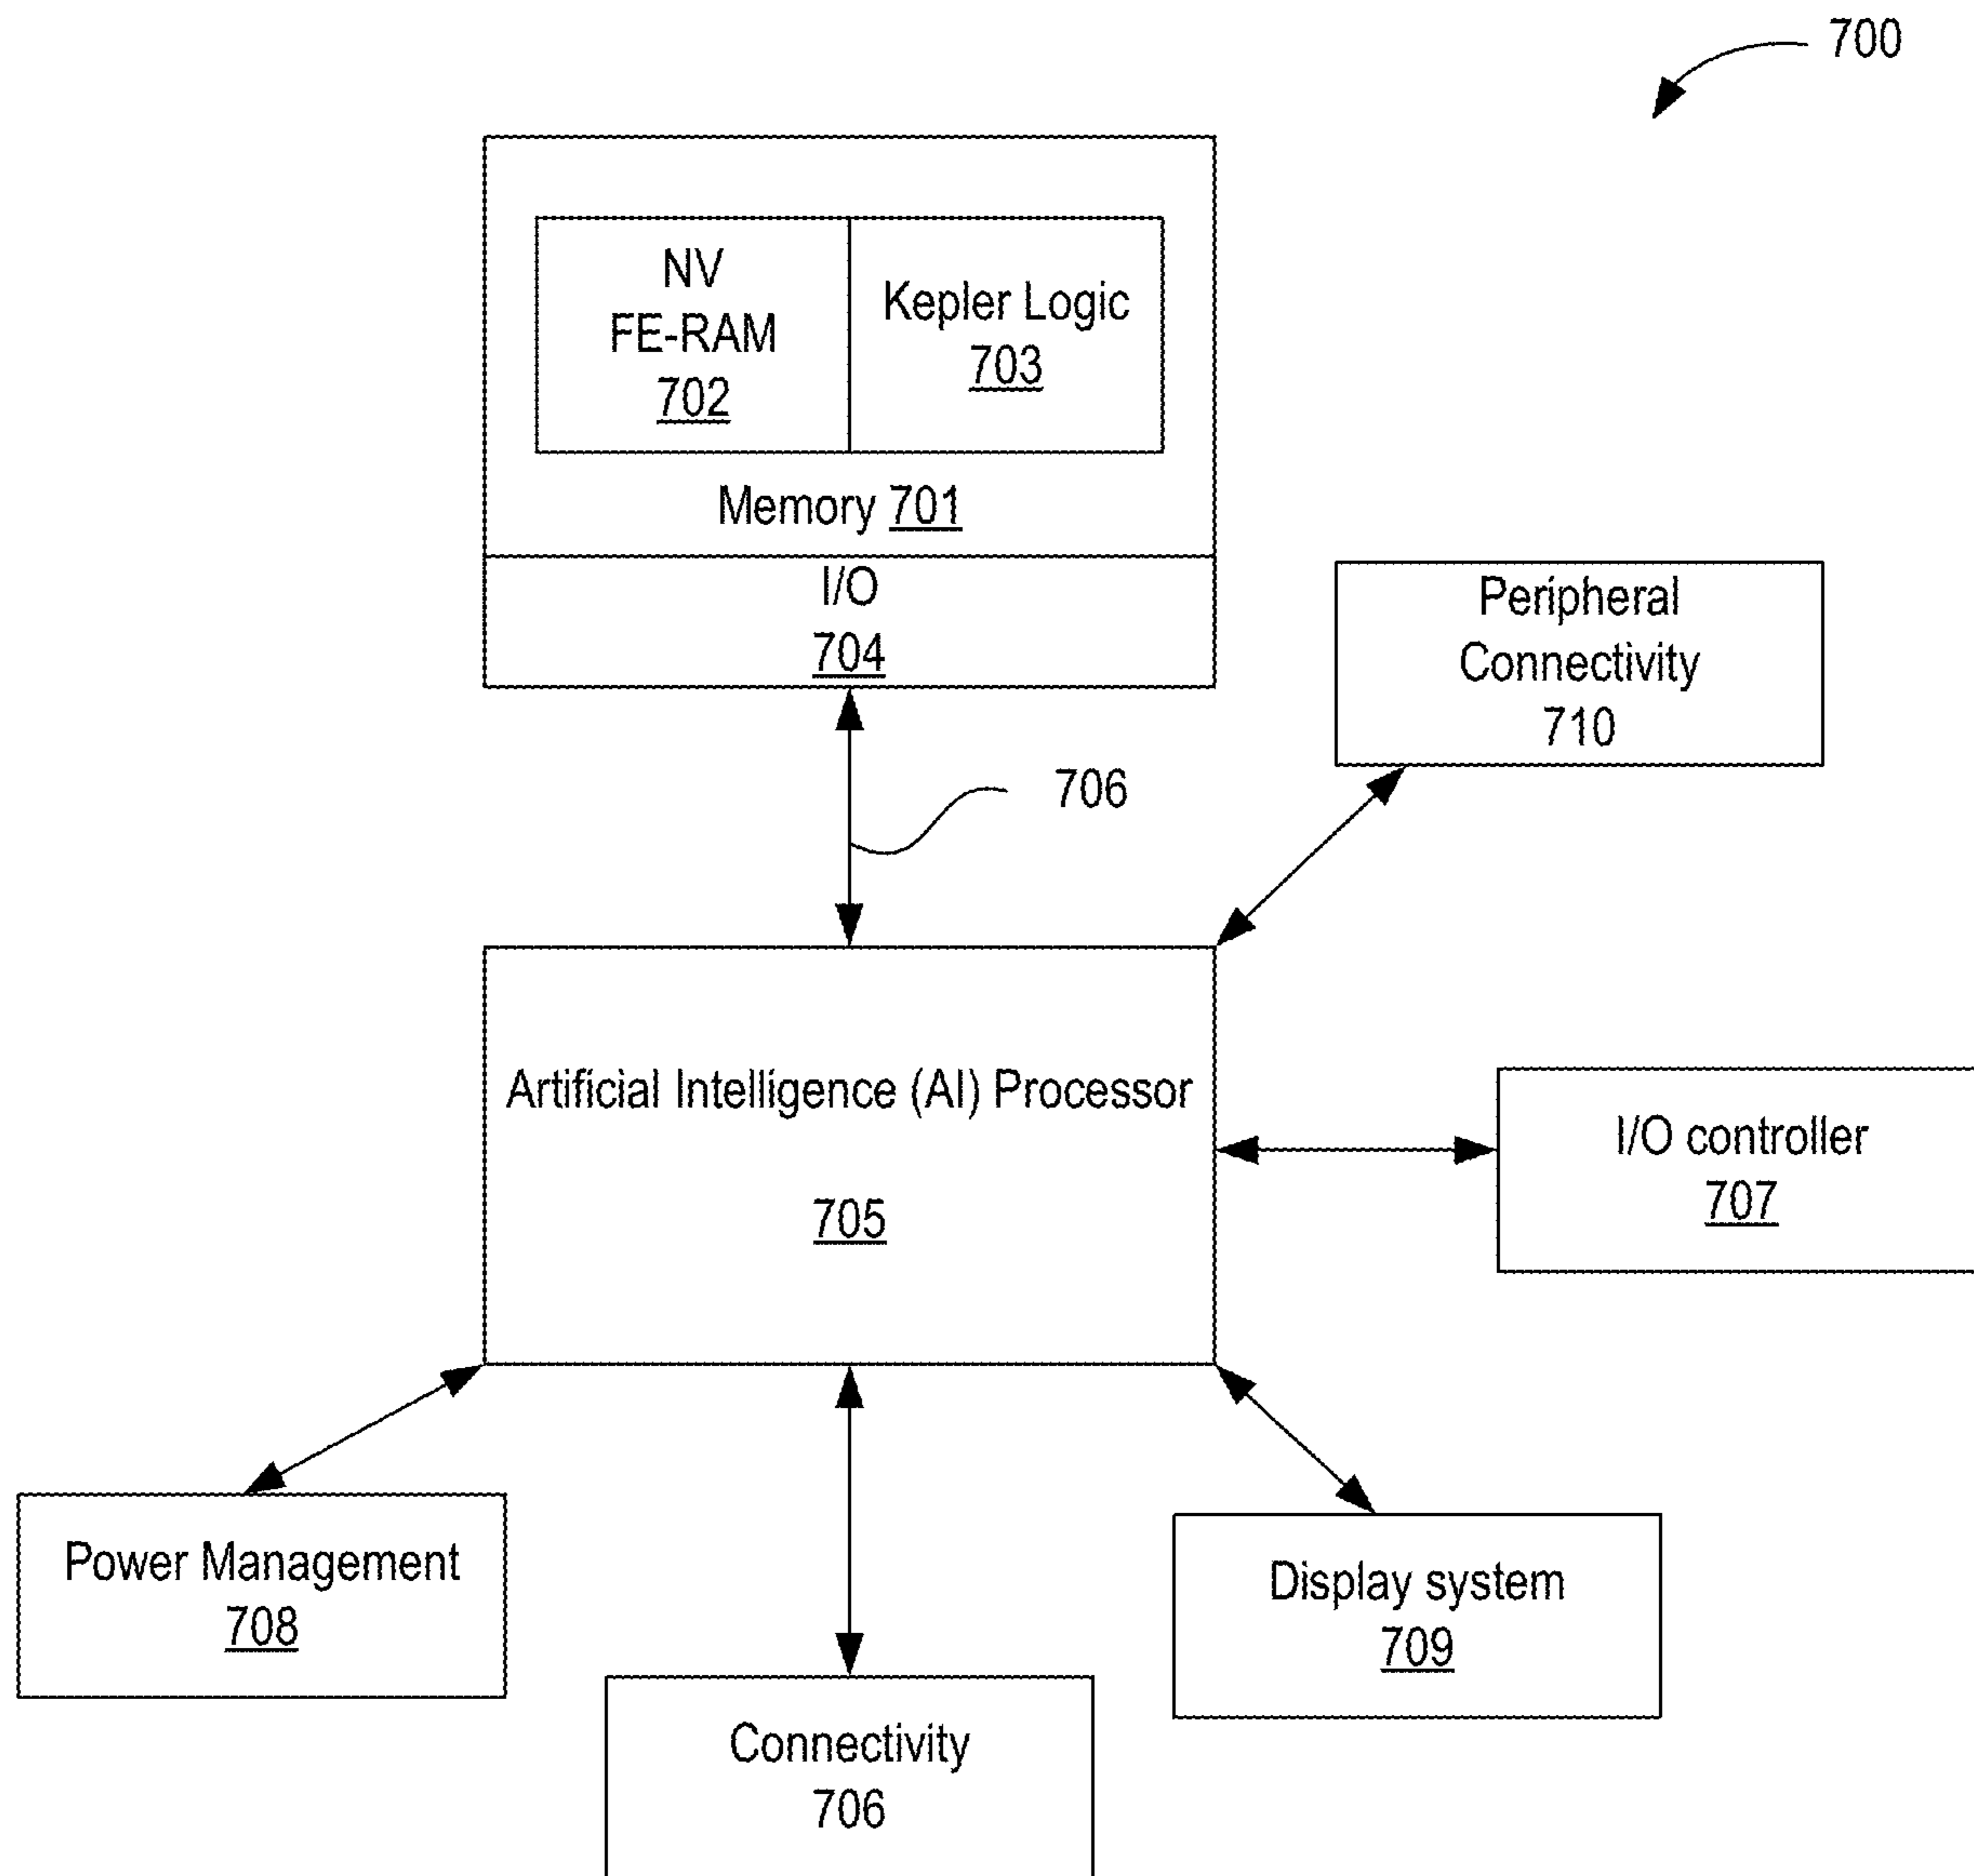 700
NV
FE-RAM
702
Kepler Logic
703
Memory 701
I/O
704
Peripheral
Connectivity
710
706
Artificial Intelligence (AI) Processor
705
I/O controller
707
Power Management
708
Display system
709
Connectivity
706